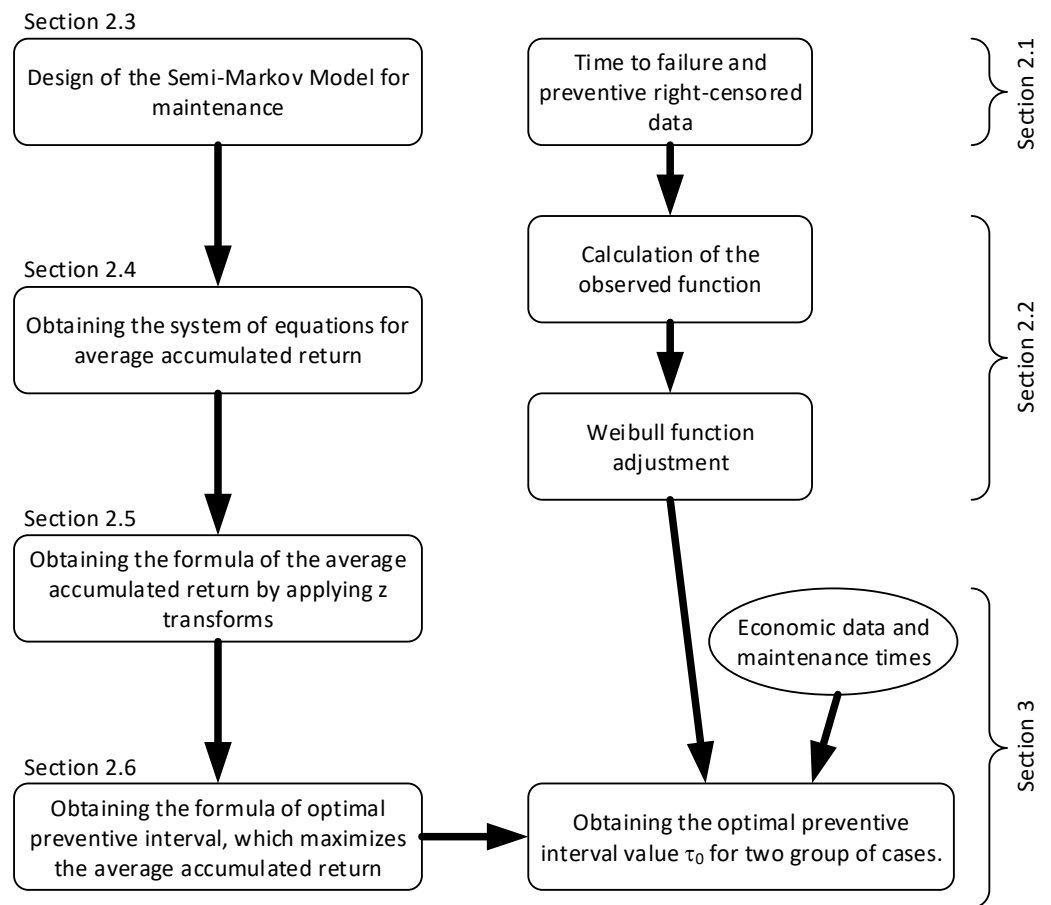 Section 2.3
Design of the Semi-Markov Model for
maintenance
Section 2.4
Obtaining the system of equations for
average accumulated return
Section 2.5
Obtaining the formula of the average
accumulated return by applying z
transforms
Section 2.6
Obtaining the formula of optimal
preventive interval, which maximizes
the average accumulated return
Time to failure and
preventive right-censored
data
Section 2.1
Calculation of the
observed function
Weibull function
adjustment
Section 2.2
Economic data and
maintenance times
Obtaining the optimal preventive
interval value τ₀ for two group of cases.
Section 3